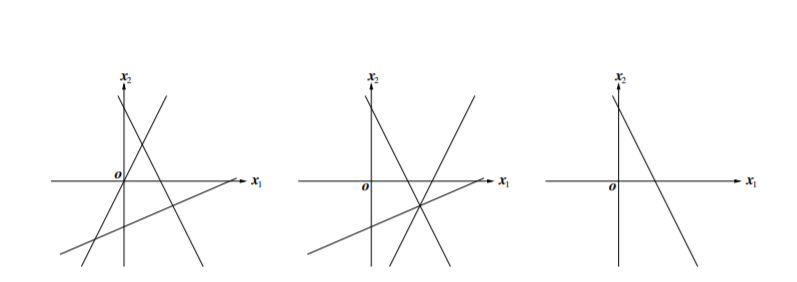 x₂ x₂ x₂
o x₁ o x₁ o x₁